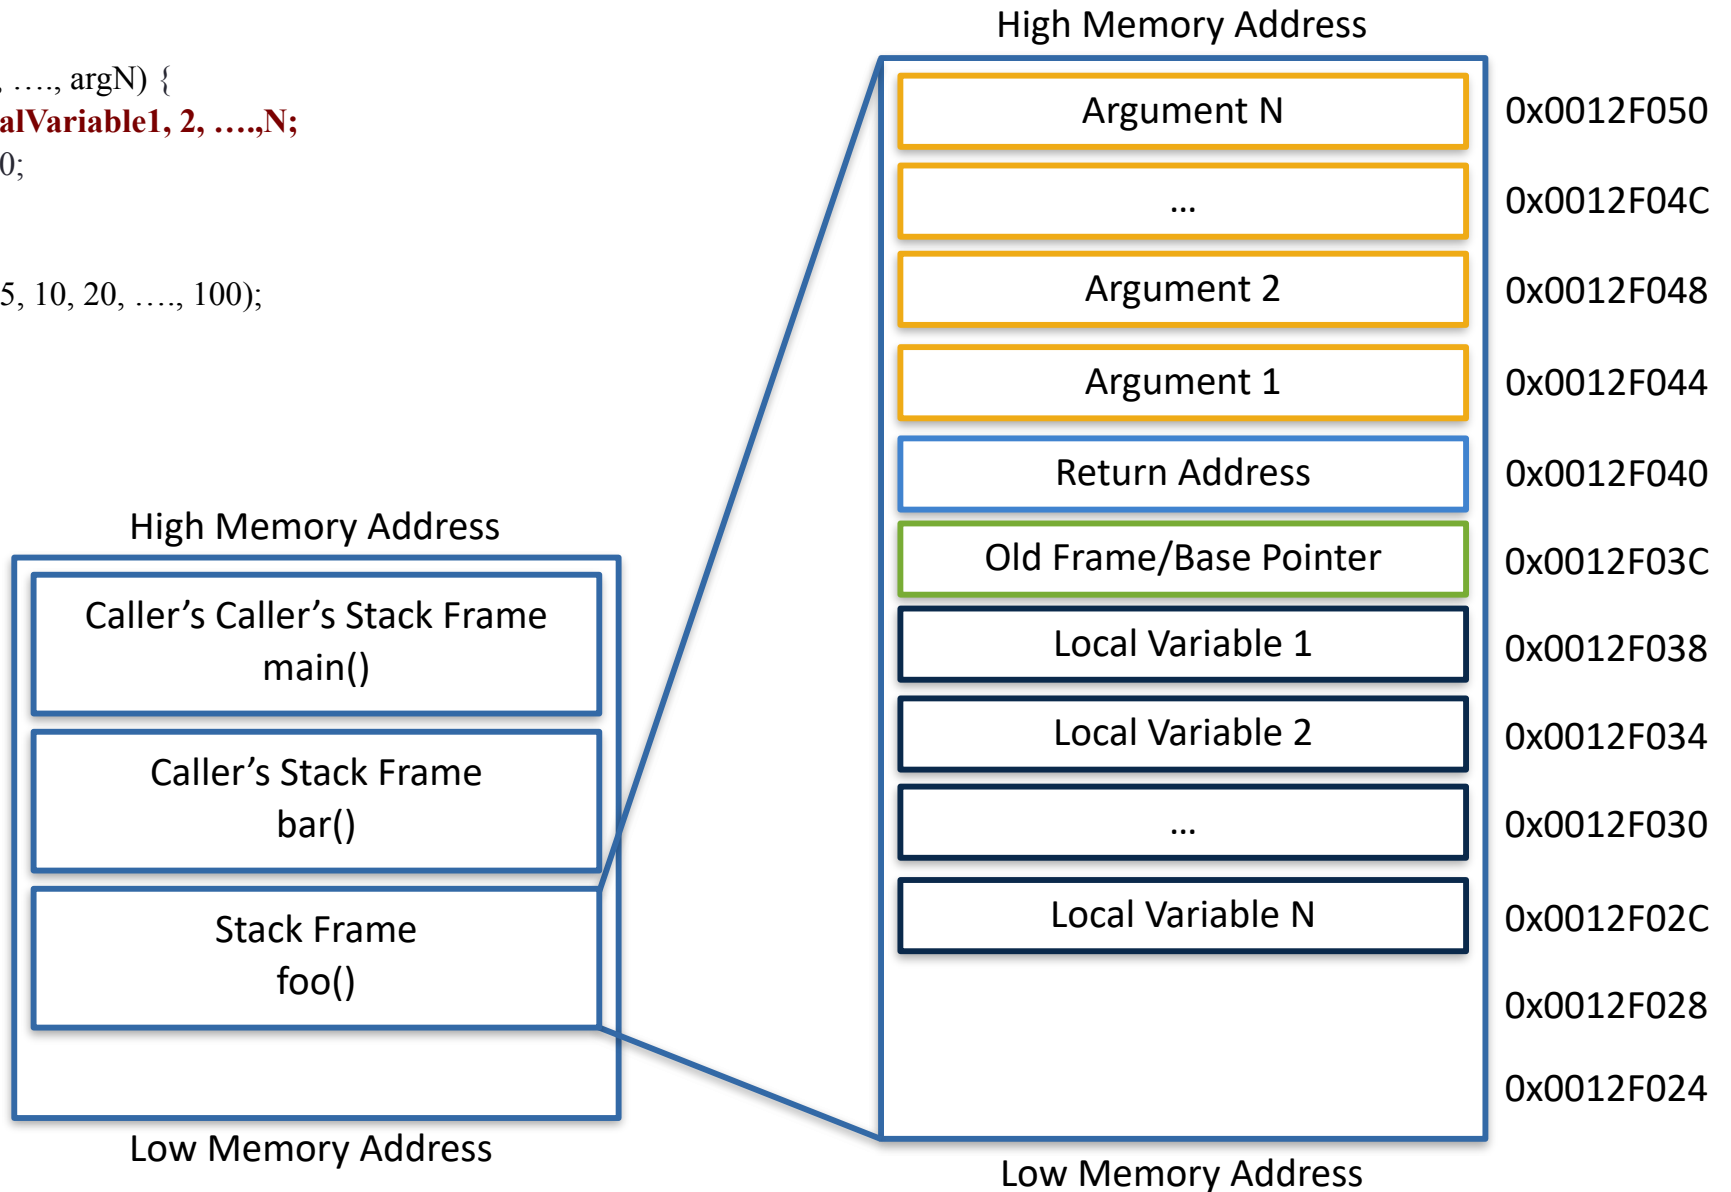 , …., argN) {
alVariable1, 2, ….,N;
0;
5, 10, 20, …., 100);
High Memory Address
Caller’s Caller’s Stack Frame
main()
Caller’s Stack Frame
bar()
Stack Frame
foo()
Low Memory Address
High Memory Address
Argument N 0x0012F050
... 0x0012F04C
Argument 2 0x0012F048
Argument 1 0x0012F044
Return Address 0x0012F040
Old Frame/Base Pointer 0x0012F03C
Local Variable 1 0x0012F038
Local Variable 2 0x0012F034
... 0x0012F030
Local Variable N 0x0012F02C
0x0012F028
0x0012F024
Low Memory Address